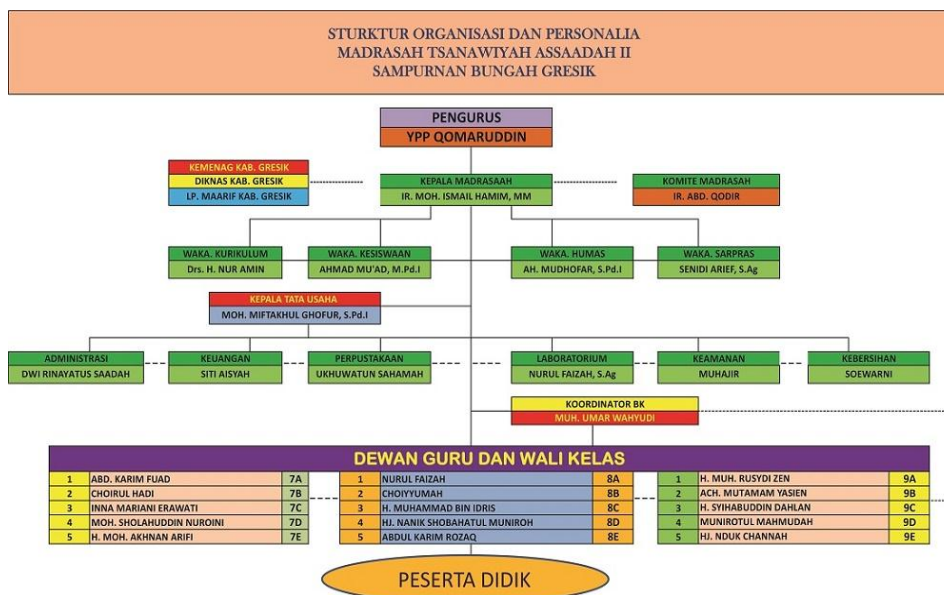 STURKTUR ORGANISASI DAN PERSONALIA
MADRASAH TSANAWIYAH ASSAADAH II
SAMPURNAN BUNGAH GRESIK
PENGURUS
YPP QOMARUDDIN
KEMENAG KAB. GRESIK
DIKNAS KAB. GRESIK
LP. MAARIF KAB. GRESIK
KEPALA MADRASAAH
IR. MOH. ISMAIL HAMIM, MM
KOMITE MADRASAH
IR. ABD. QODIR
WAKA. KURIKULUM
Drs. H. NUR AMIN
WAKA. KESISWAAN
AHMAD MU'AD, M.Pd.I
WAKA. HUMAS
AH. MUDHOFAR, S.Pd.I
WAKA. SARPRAS
SENIDI ARIEF, S.Ag
KEPALA TATA USAHA
MOH. MIFTAKHUL GHOFUR, S.Pd.I
ADMINISTRASI
DWI RINAYATUS SAADAH
KEUANGAN
SITI AISYAH
PERPUSTAKAAN
UKHUWATUN SAHAMAH
LABORATORIUM
NURUL FAIZAH, S.Ag
KEAMANAN
MUHAJIR
KEBERSIHAN
SOEWARNI
KOORDINATOR BK
MUH. UMAR WAHYUDI
DEWAN GURU DAN WALI KELAS
1 ABD. KARIM FUAD 7A
2 CHOIRUL HADI 7B
3 INNA MARIANI ERAWATI 7C
4 MOH. SHOLAHUDDIN NUROINI 7D
5 H. MOH. AKHNAN ARIFI 7E
1 NURUL FAIZAH 8A
2 CHOIYYUMAH 8B
3 H. MUHAMMAD BIN IDRIS 8C
4 HJ. NANIK SHOBAHATUL MUNIROH 8D
5 ABDUL KARIM ROZAQ 8E
1 H. MUH. RUSYDI ZEN 9A
2 ACH. MUTAMAM YASIEN 9B
3 H. SYIHABUDDIN DAHLAN 9C
4 MUNIROTUL MAHMUDAH 9D
5 HJ. NDUK CHANNAH 9E
PESERTA DIDIK